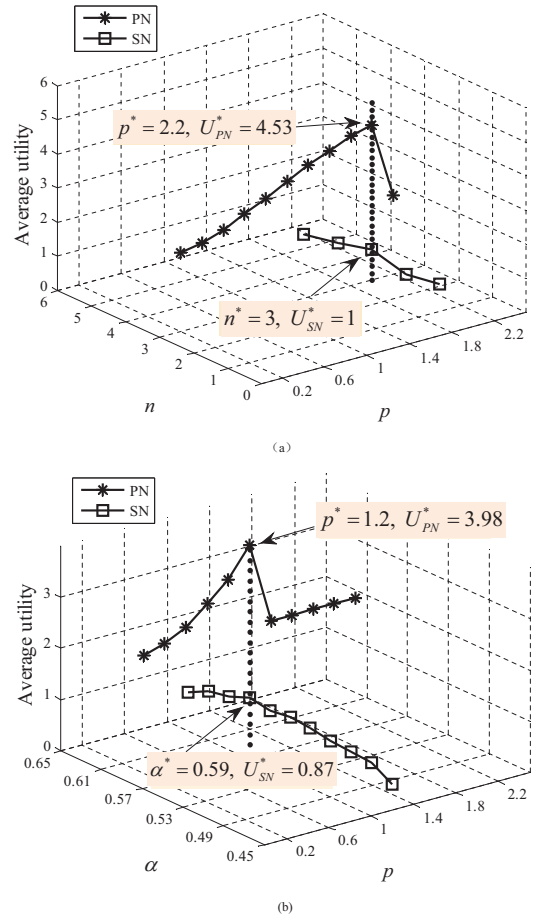 PN
SN
6
5
4
3
2
1
0
Average utility
p* = 2.2, U*PN = 4.53
n* = 3, U*SN = 1
6
5
4
3
2
1
0
n
0.2
0.6
1
1.4
1.8
2.2
p
(a)
PN
SN
p* = 1.2, U*PN = 3.98
3
2
1
0
Average utility
α* = 0.59, U*SN = 0.87
0.65
0.61
0.57
0.53
0.49
0.45
α
0.2
0.6
1
1.4
1.8
2.2
p
(b)